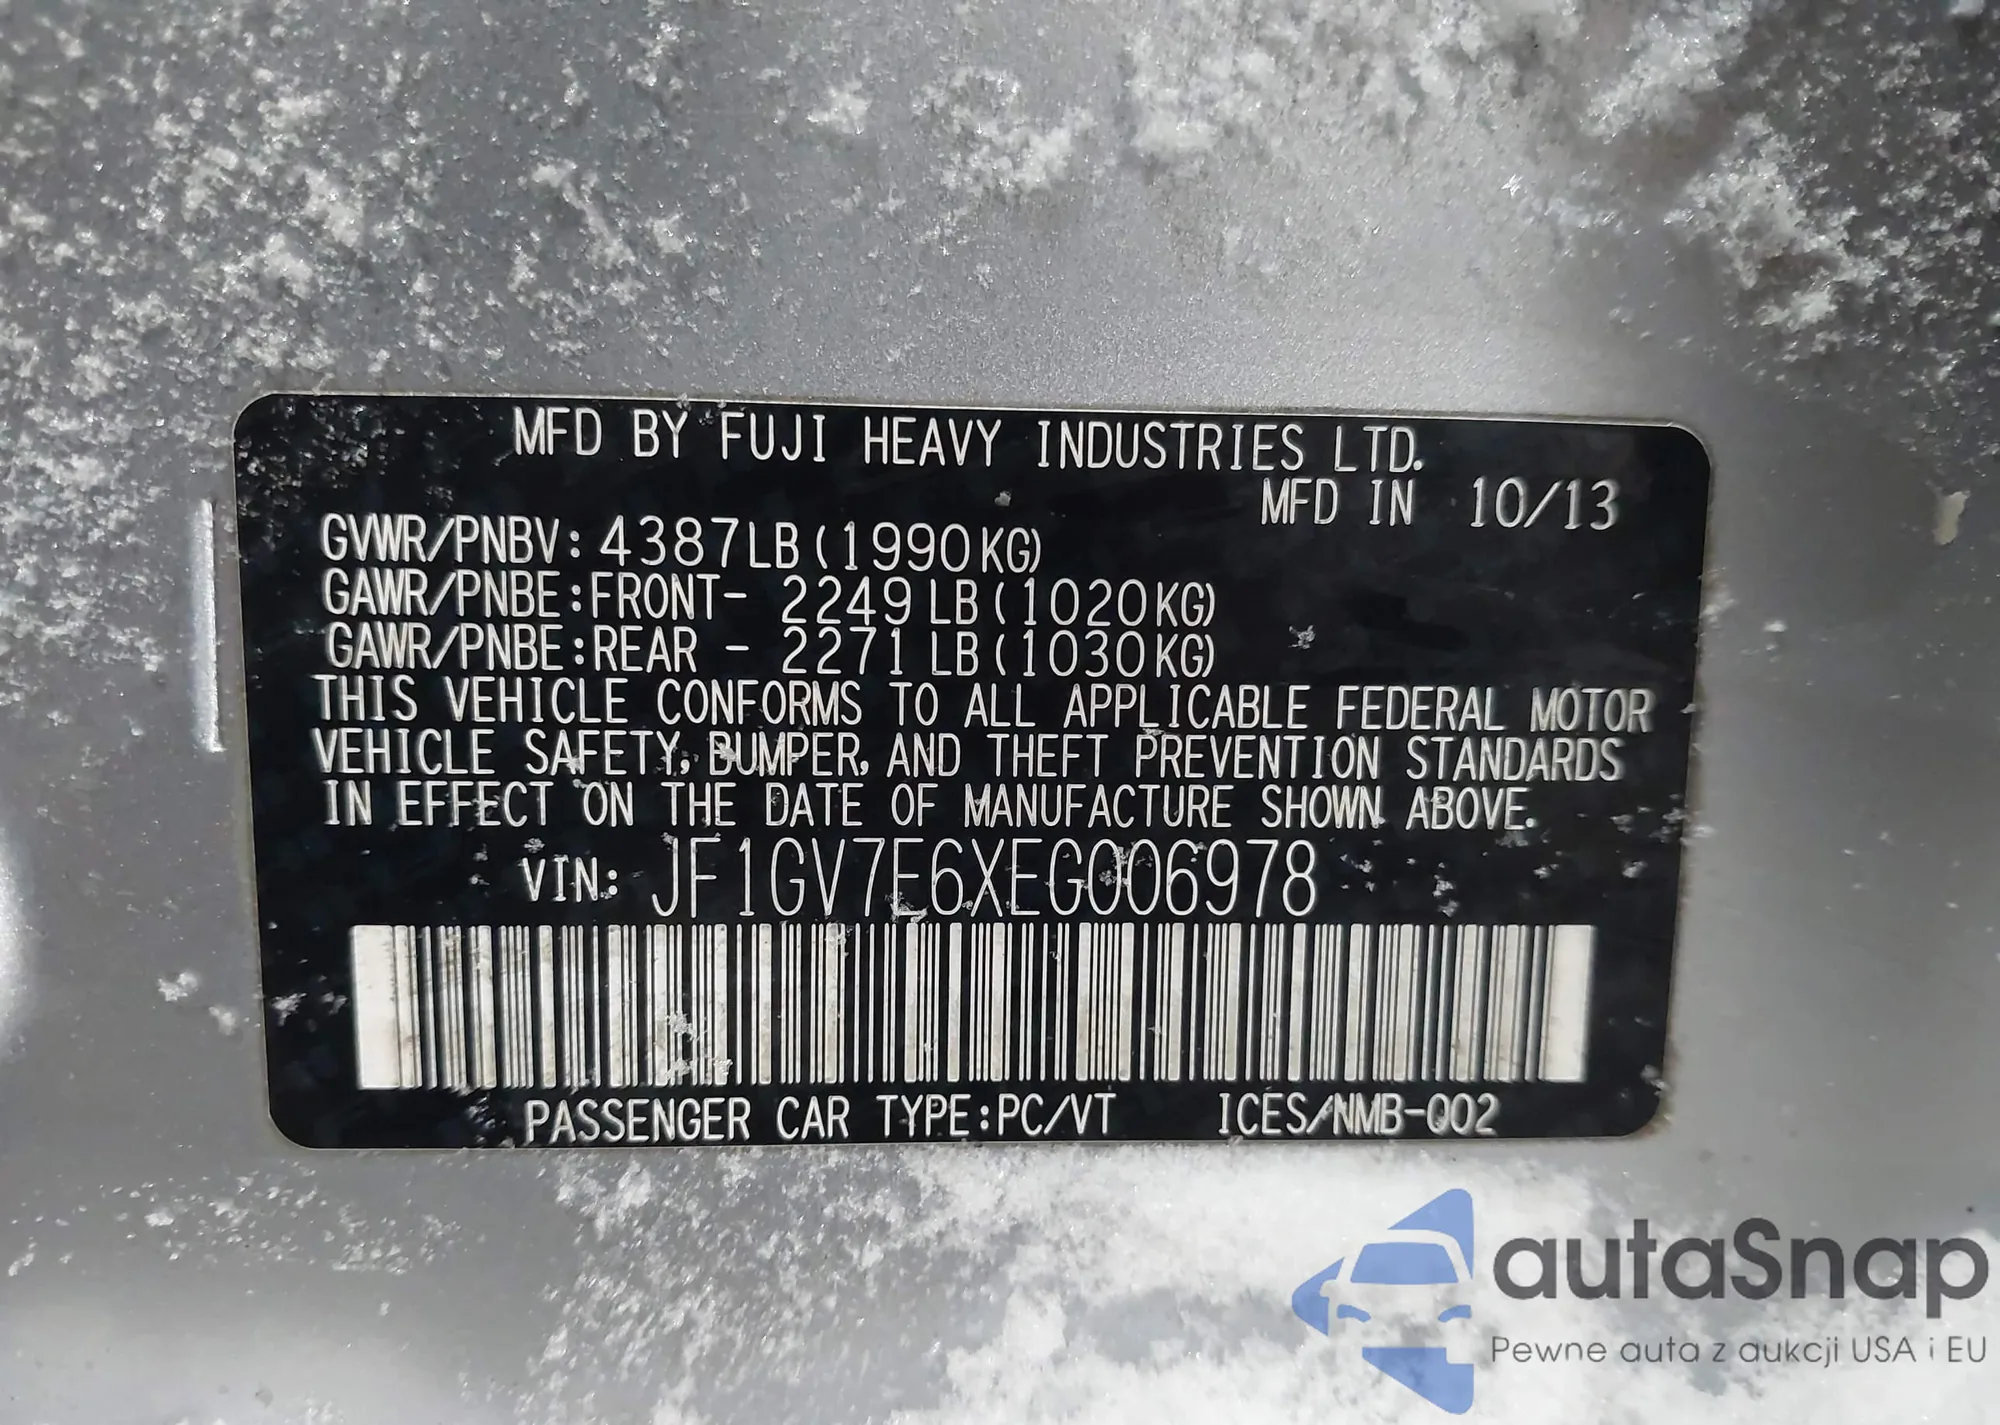 MFD BY FUJI HEAVY INDUSTRIES LTD.
MFD IN 10/13
GVWR/PNBV: 4387LB(1990KG)
GAWR/PNBE:FRONT- 2249LB(1020KG)
GAWR/PNBE:REAR - 2271LB(1030KG)
THIS VEHICLE CONFORMS TO ALL APPLICABLE FEDERAL MOTOR
VEHICLE SAFETY, BUMPER, AND THEFT PREVENTION STANDARDS
IN EFFECT ON THE DATE OF MANUFACTURE SHOWN ABOVE.
VIN: JF1GV7E6XEG006978
PASSENGER CAR TYPE:PC/VT ICES/NMB-002
autaSnap
Pewne auta z aukcji USA i EU